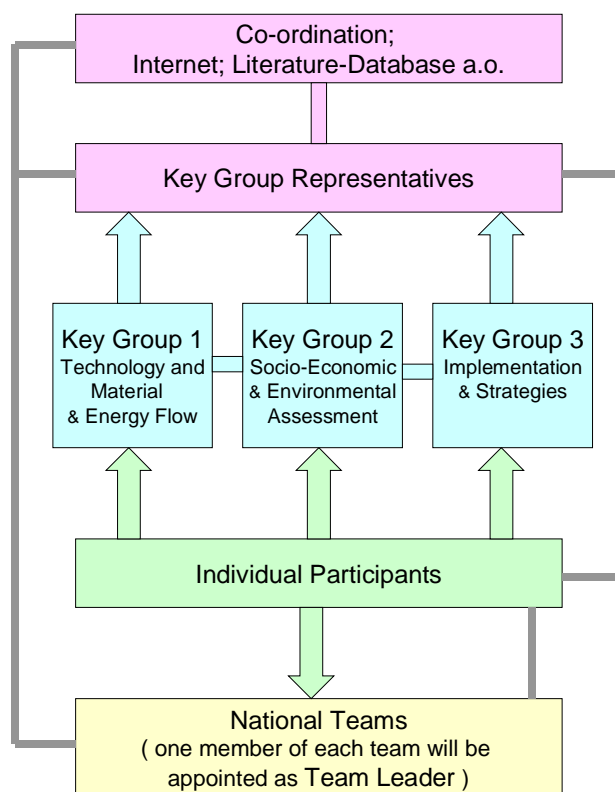 Co-ordination;
Internet; Literature-Database a.o.
Key Group Representatives
Key Group 1
Technology and
Material
& Energy Flow
Key Group 2
Socio-Economic
& Environmental
Assessment
Key Group 3
Implementation
& Strategies
Individual Participants
National Teams
( one member of each team will be
appointed as Team Leader )